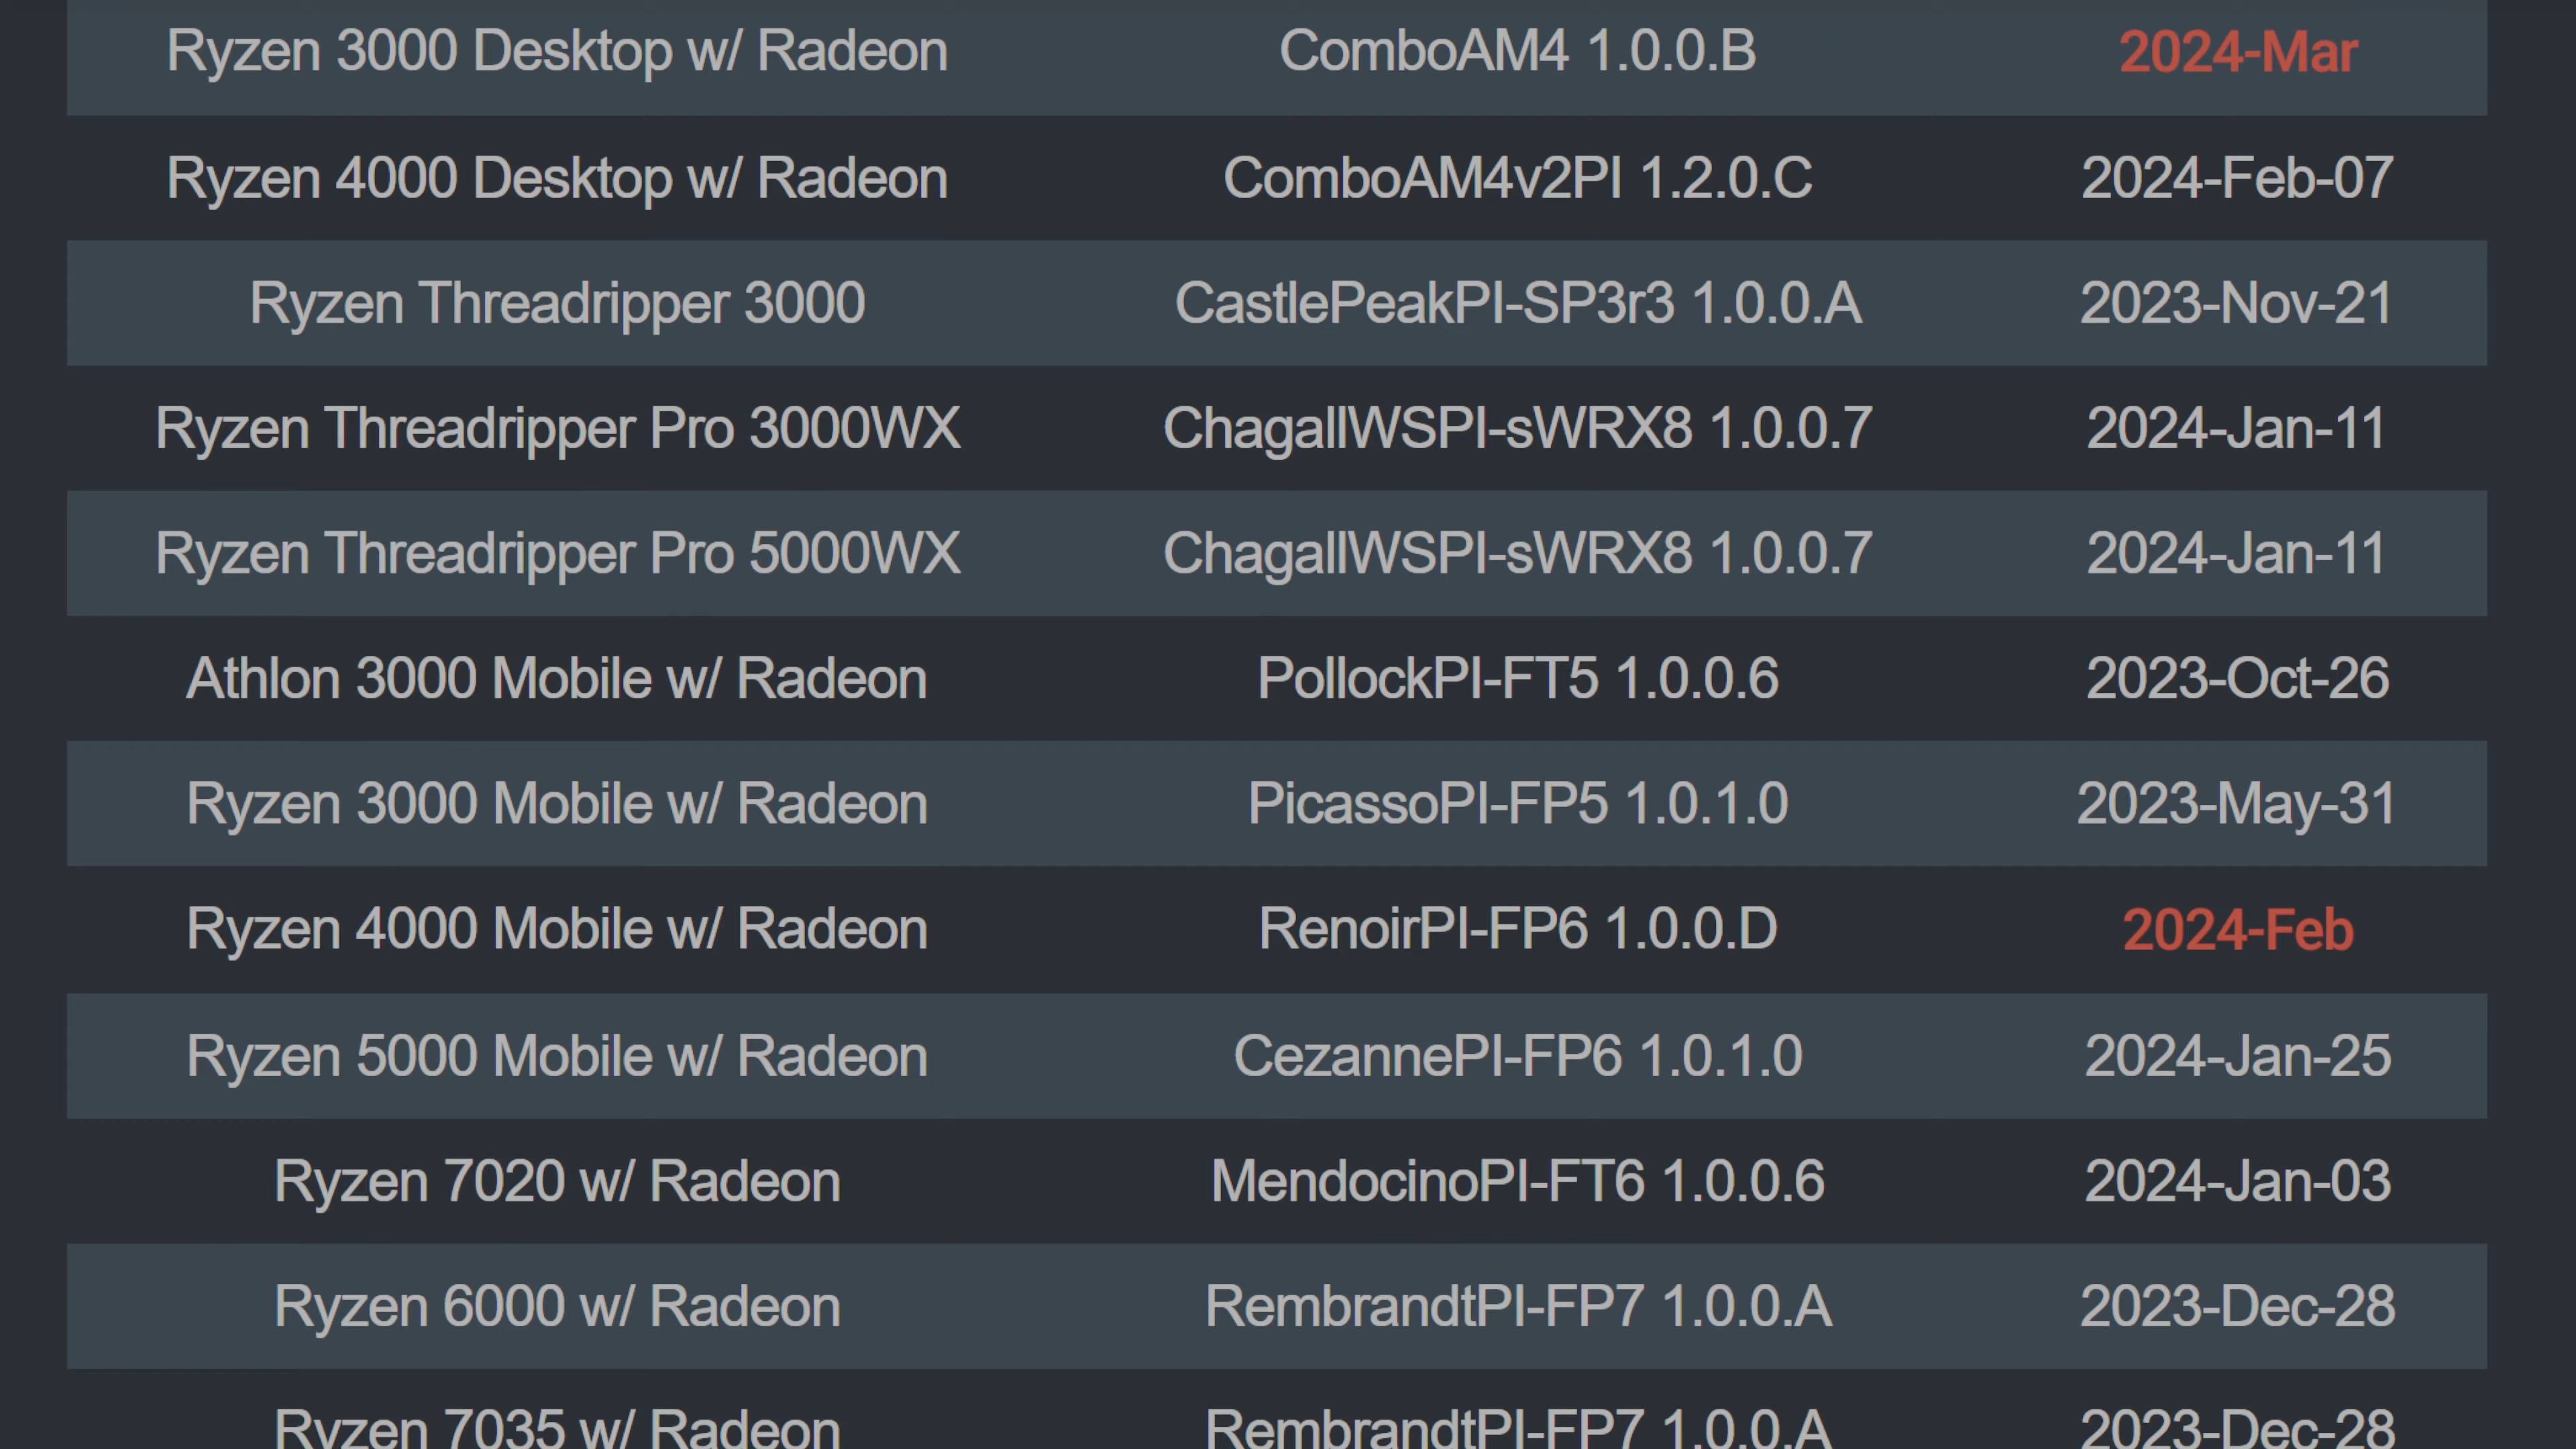 Ryzen 3000 Desktop w/ Radeon ComboAM4 1.0.0.B 2024-Mar
Ryzen 4000 Desktop w/ Radeon ComboAM4v2PI 1.2.0.C 2024-Feb-07
Ryzen Threadripper 3000 CastlePeakPI-SP3r3 1.0.0.A 2023-Nov-21
Ryzen Threadripper Pro 3000WX ChagallWSPI-sWRX8 1.0.0.7 2024-Jan-11
Ryzen Threadripper Pro 5000WX ChagallWSPI-sWRX8 1.0.0.7 2024-Jan-11
Athlon 3000 Mobile w/ Radeon PollockPI-FT5 1.0.0.6 2023-Oct-26
Ryzen 3000 Mobile w/ Radeon PicassoPI-FP5 1.0.1.0 2023-May-31
Ryzen 4000 Mobile w/ Radeon RenoirPI-FP6 1.0.0.D 2024-Feb
Ryzen 5000 Mobile w/ Radeon CezannePI-FP6 1.0.1.0 2024-Jan-25
Ryzen 7020 w/ Radeon MendocinoPI-FT6 1.0.0.6 2024-Jan-03
Ryzen 6000 w/ Radeon RembrandtPI-FP7 1.0.0.A 2023-Dec-28
Ryzen 7035 w/ Radeon RembrandtPI-FP7 1.0.0.A 2023-Dec-28